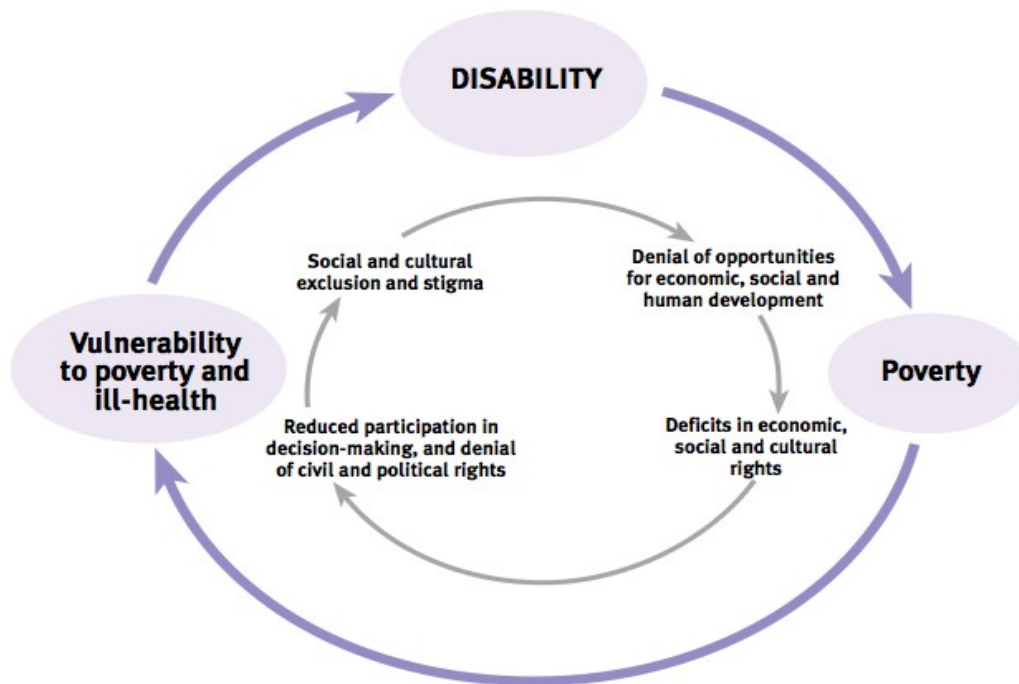 DISABILITY
Social and cultural
exclusion and stigma
Denial of opportunities
for economic, social and
human development
Vulnerability
to poverty and
ill-health
Poverty
Reduced participation in
decision-making, and denial
of civil and political rights
Deficits in economic,
social and cultural
rights